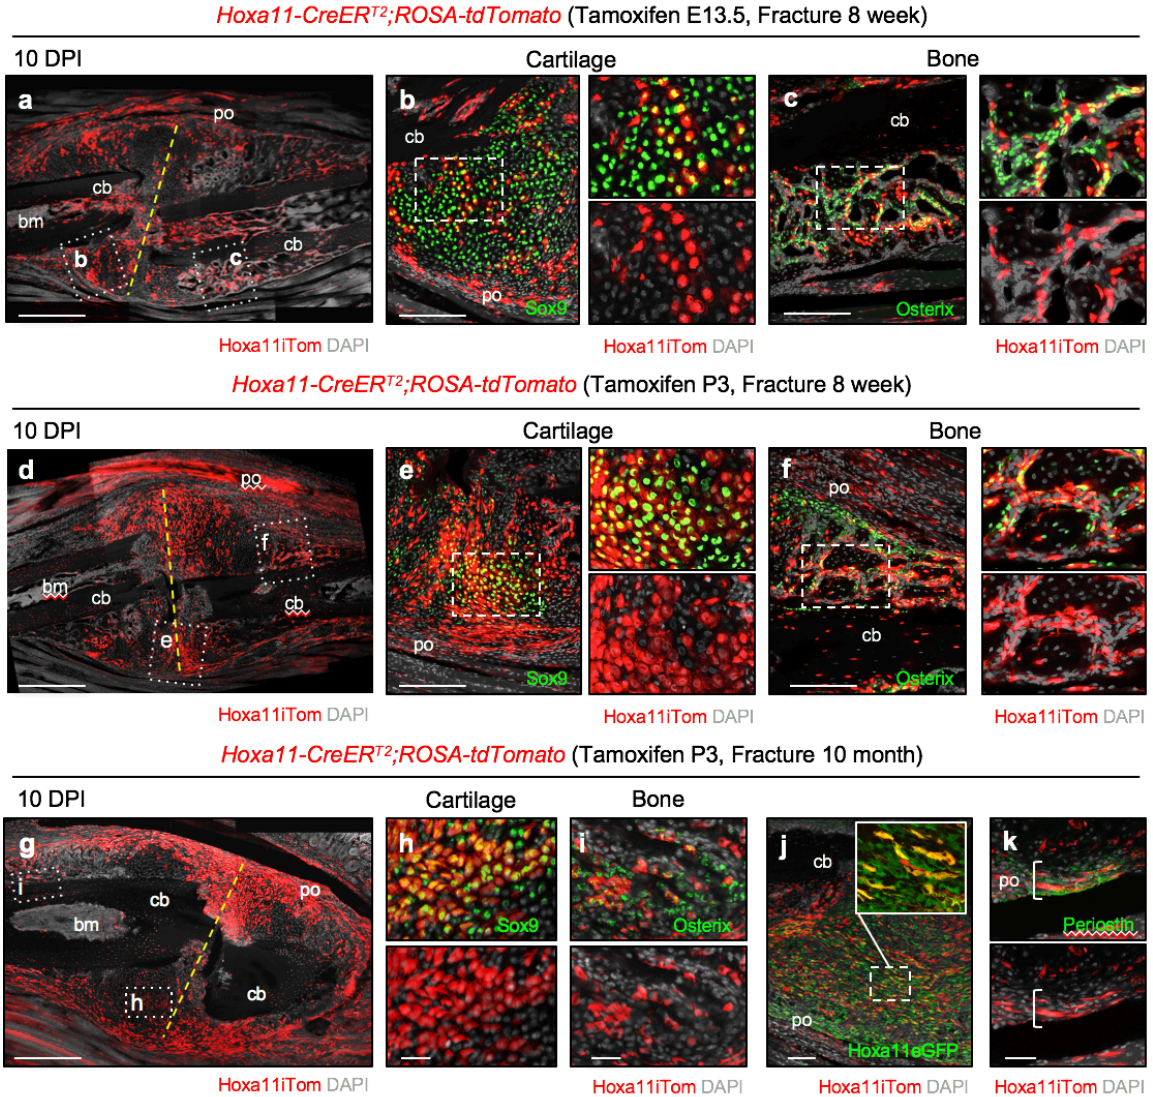 Hoxa11-CreERT2;ROSA-tdTomato (Tamoxifen E13.5, Fracture 8 week)
10 DPI
Cartilage
Bone
a
po
cb
bm
b
c
cb
b
cb
po
Sox9
c
cb
Osterix
Hoxa11iTom DAPI
Hoxa11iTom DAPI
Hoxa11iTom DAPI
Hoxa11-CreERT2;ROSA-tdTomato (Tamoxifen P3, Fracture 8 week)
10 DPI
Cartilage
Bone
d
po
f
bm
cb
cb
e
e
po
Sox9
f
po
cb
Osterix
Hoxa11iTom DAPI
Hoxa11iTom DAPI
Hoxa11iTom DAPI
Hoxa11-CreERT2;ROSA-tdTomato (Tamoxifen P3, Fracture 10 month)
10 DPI
Cartilage
Bone
g
i
cb
po
bm
h
cb
h
Sox9
i
Osterix
j
cb
po
Hoxa11eGFP
k
po
Periostin
Hoxa11iTom DAPI
Hoxa11iTom DAPI
Hoxa11iTom DAPI
Hoxa11iTom DAPI